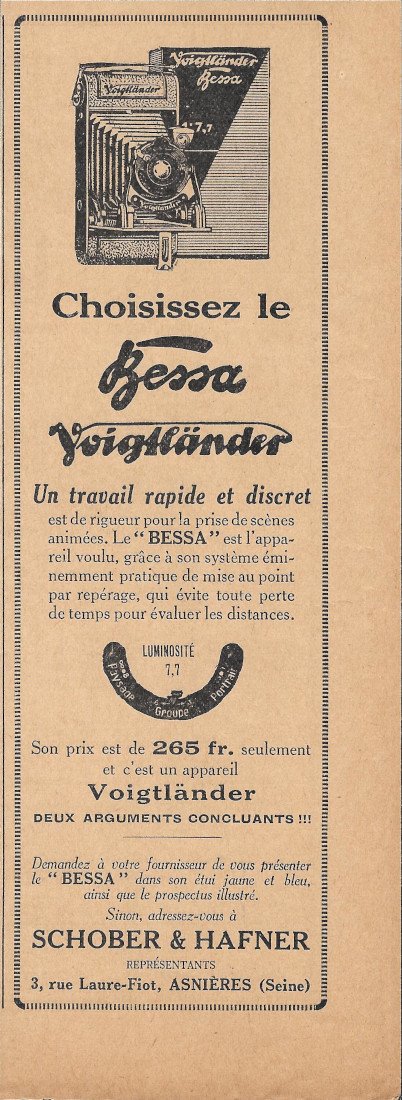 Voigtländer
Bessa
Voigtländer
1:7,7
Voigtländer
Choisissez le
Bessa
Voigtländer
Un travail rapide et discret
est de rigueur pour la prise de scènes
animées. Le “BESSA” est l'appa-
reil voulu, grâce à son système émi-
nemment pratique de mise au point
par repérage, qui évite toute perte
de temps pour évaluer les distances.
LUMINOSITÉ
7,7
Paysage
Groupe
Portrait
Son prix est de 265 fr. seulement
et c'est un appareil
Voigtländer
DEUX ARGUMENTS CONCLUANTS !!!
Demandez à votre fournisseur de vous présenter
le “BESSA” dans son étui jaune et bleu,
ainsi que le prospectus illustré.
Sinon, adressez-vous à
SCHOBER & HAFNER
REPRÉSENTANTS
3, rue Laure-Fiot, ASNIÈRES (Seine)